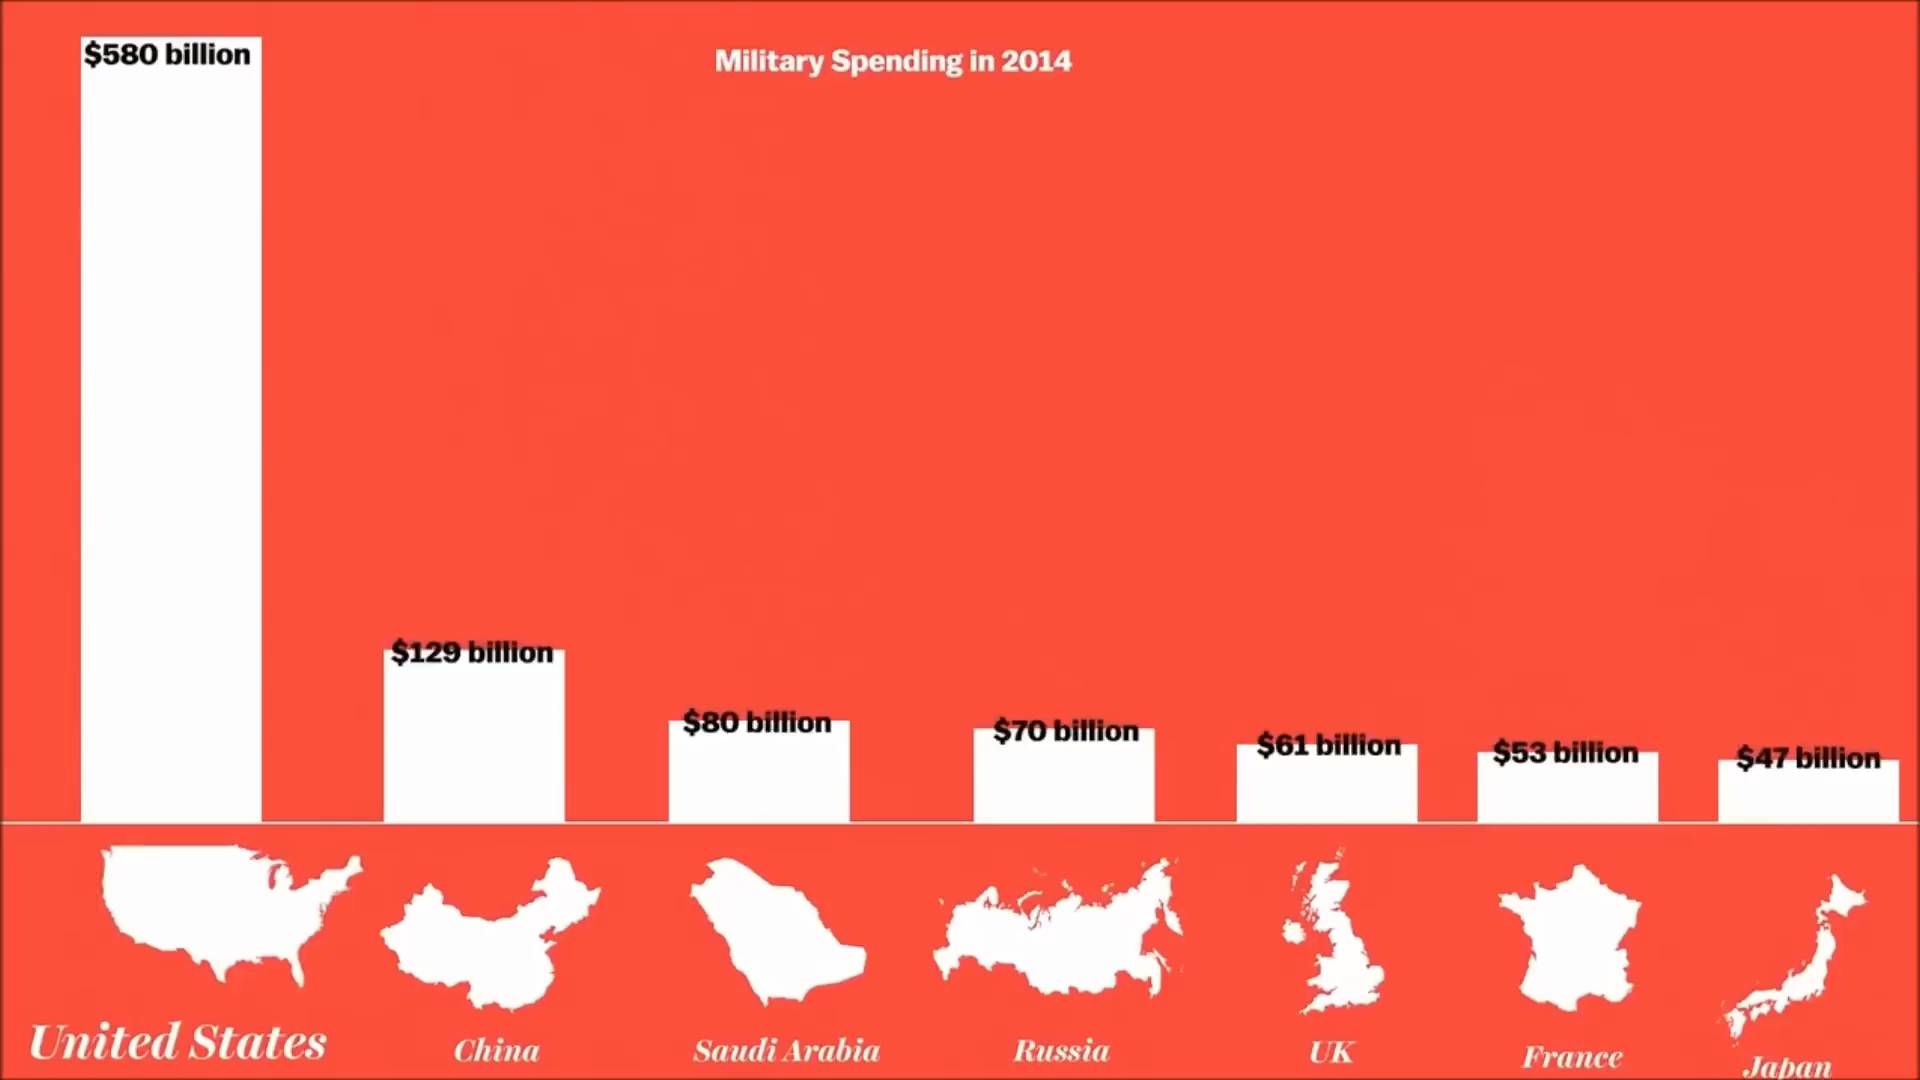 Military Spending in 2014
$580 billion
$129 billion
$80 billion
$70 billion
$61 billion
$53 billion
$47 billion
United States
China
Saudi Arabia
Russia
UK
France
Japan